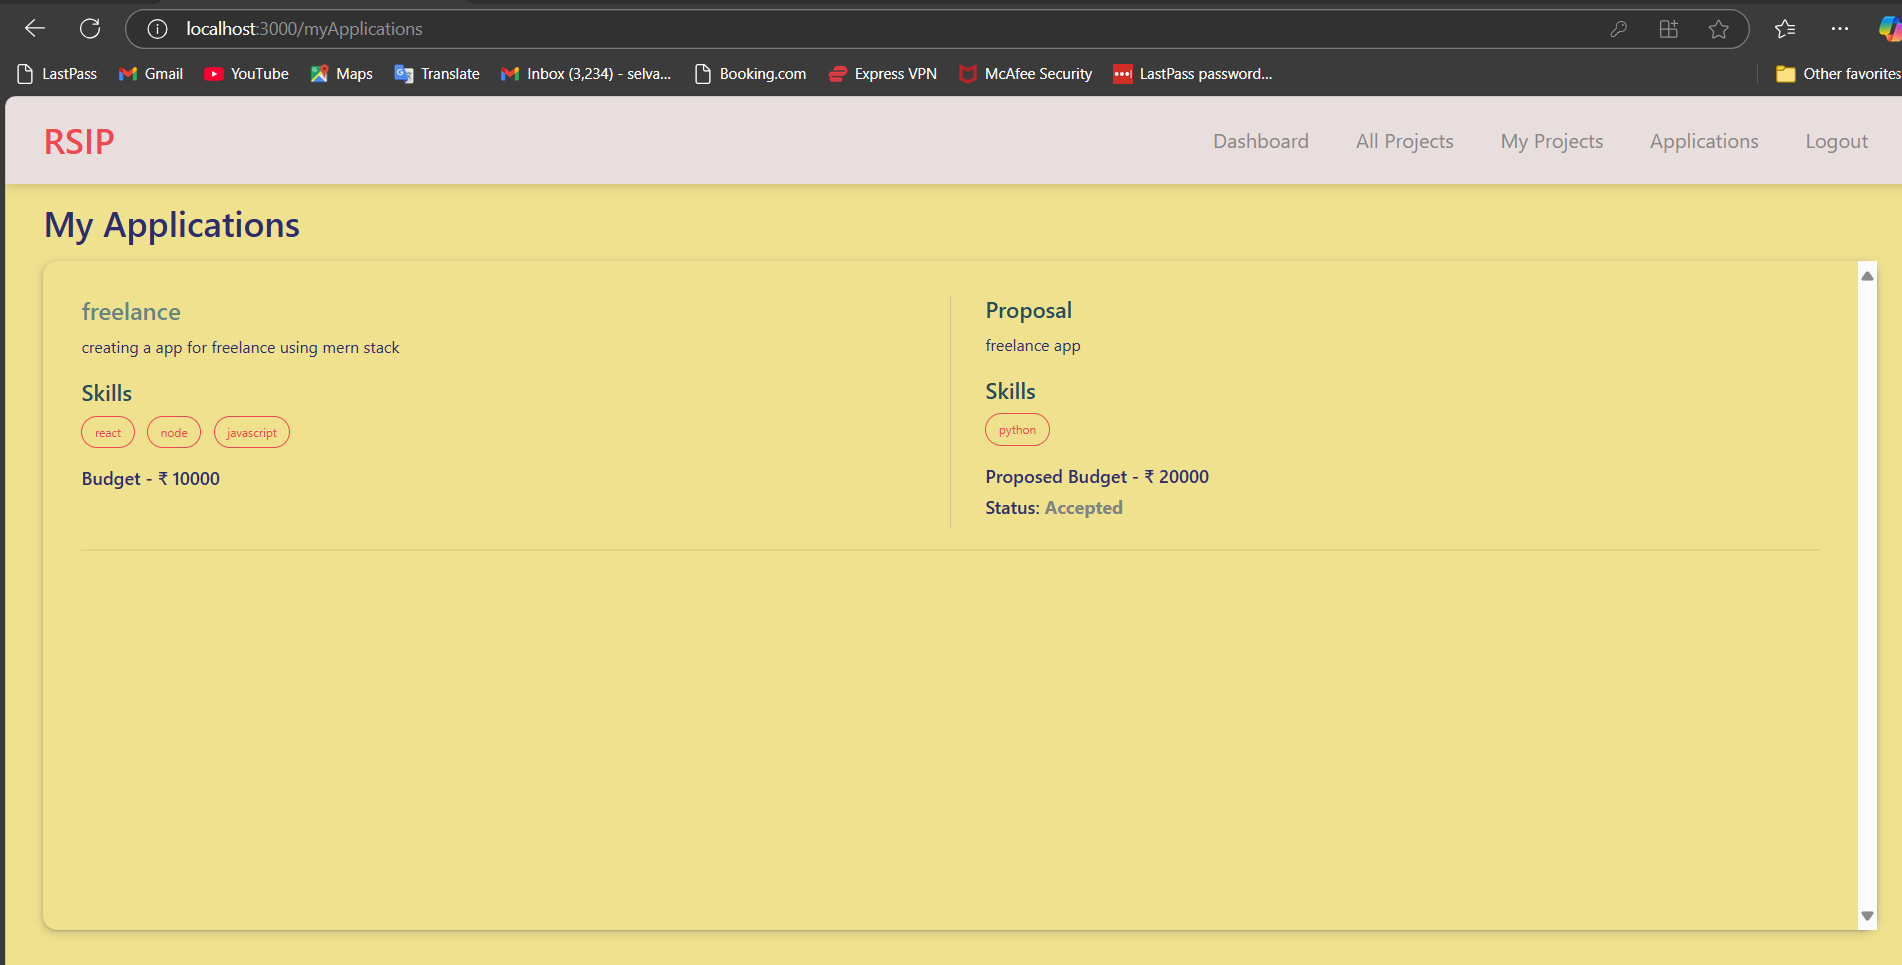 localhost:3000/myApplications
LastPass Gmail YouTube Maps Translate Inbox (3,234) - selva... Booking.com Express VPN McAfee Security LastPass password... Other favorites
RSIP Dashboard All Projects My Projects Applications Logout
My Applications
freelance
creating a app for freelance using mern stack
Skills
react node javascript
Budget - ₹ 10000
Proposal
freelance app
Skills
python
Proposed Budget - ₹ 20000
Status: Accepted